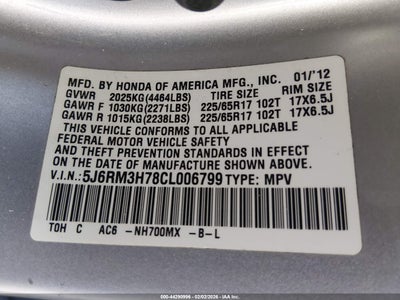 MFD. BY HONDA OF AMERICA MFG., INC. 01/'12
GVWR 2025KG(4464LBS) TIRE SIZE RIM SIZE
GAWR F 1030KG(2271LBS) 225/65R17 102T 17X6.5J
GAWR R 1015KG(2238LBS) 225/65R17 102T 17X6.5J
THIS VEHICLE CONFORMS TO ALL APPLICABLE
FEDERAL MOTOR VEHICLE SAFETY AND THEFT
PREVENTION STANDARDS IN EFFECT ON THE DATE OF
MANUFACTURE SHOWN ABOVE.
V.I.N.: 5J6RM3H78CL006799 TYPE: MPV
TOH C AC6 -NH700MX -B-L
000-44290996 - 02/02/2026 - IAA Inc.